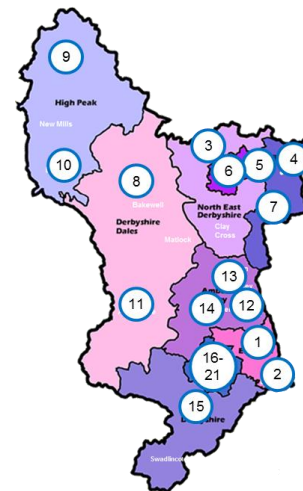 9
High Peak
New Mills
3
4
5
10
6
8
7
Bakewell
North East
Derbyshire
Derbyshire
Dales
Clay
Cross
Matlock
13
11
14
12
1
16-
21
2
15